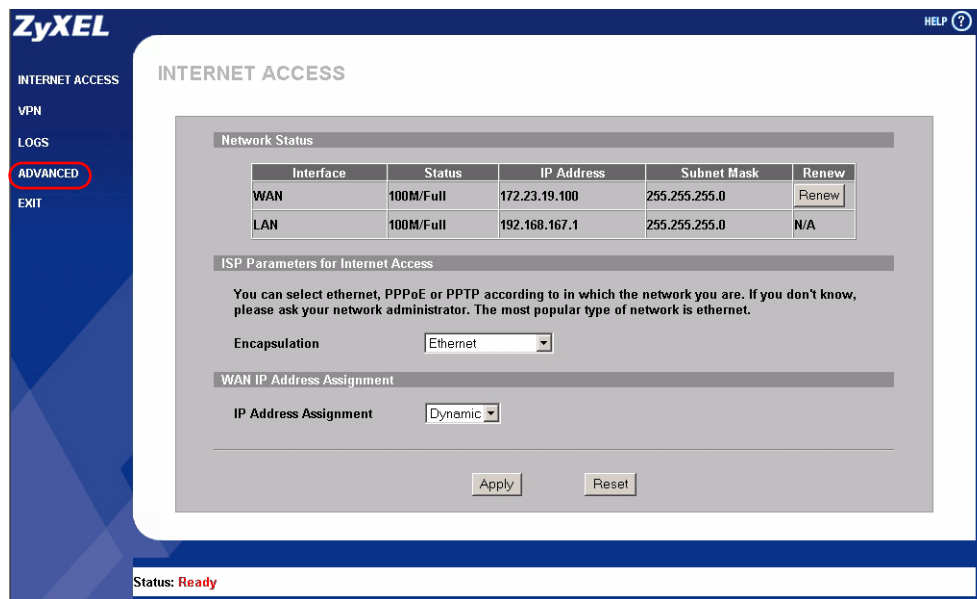 ZyXEL
HELP ?
INTERNET ACCESS
VPN
LOGS
ADVANCED
EXIT
INTERNET ACCESS
Network Status
Interface Status IP Address Subnet Mask Renew
WAN 100M/Full 172.23.19.100 255.255.255.0 Renew
LAN 100M/Full 192.168.167.1 255.255.255.0 N/A
ISP Parameters for Internet Access
You can select ethernet, PPPoE or PPTP according to in which the network you are. If you don't know,
please ask your network administrator. The most popular type of network is ethernet.
Encapsulation Ethernet
WAN IP Address Assignment
IP Address Assignment Dynamic
Apply Reset
Status: Ready